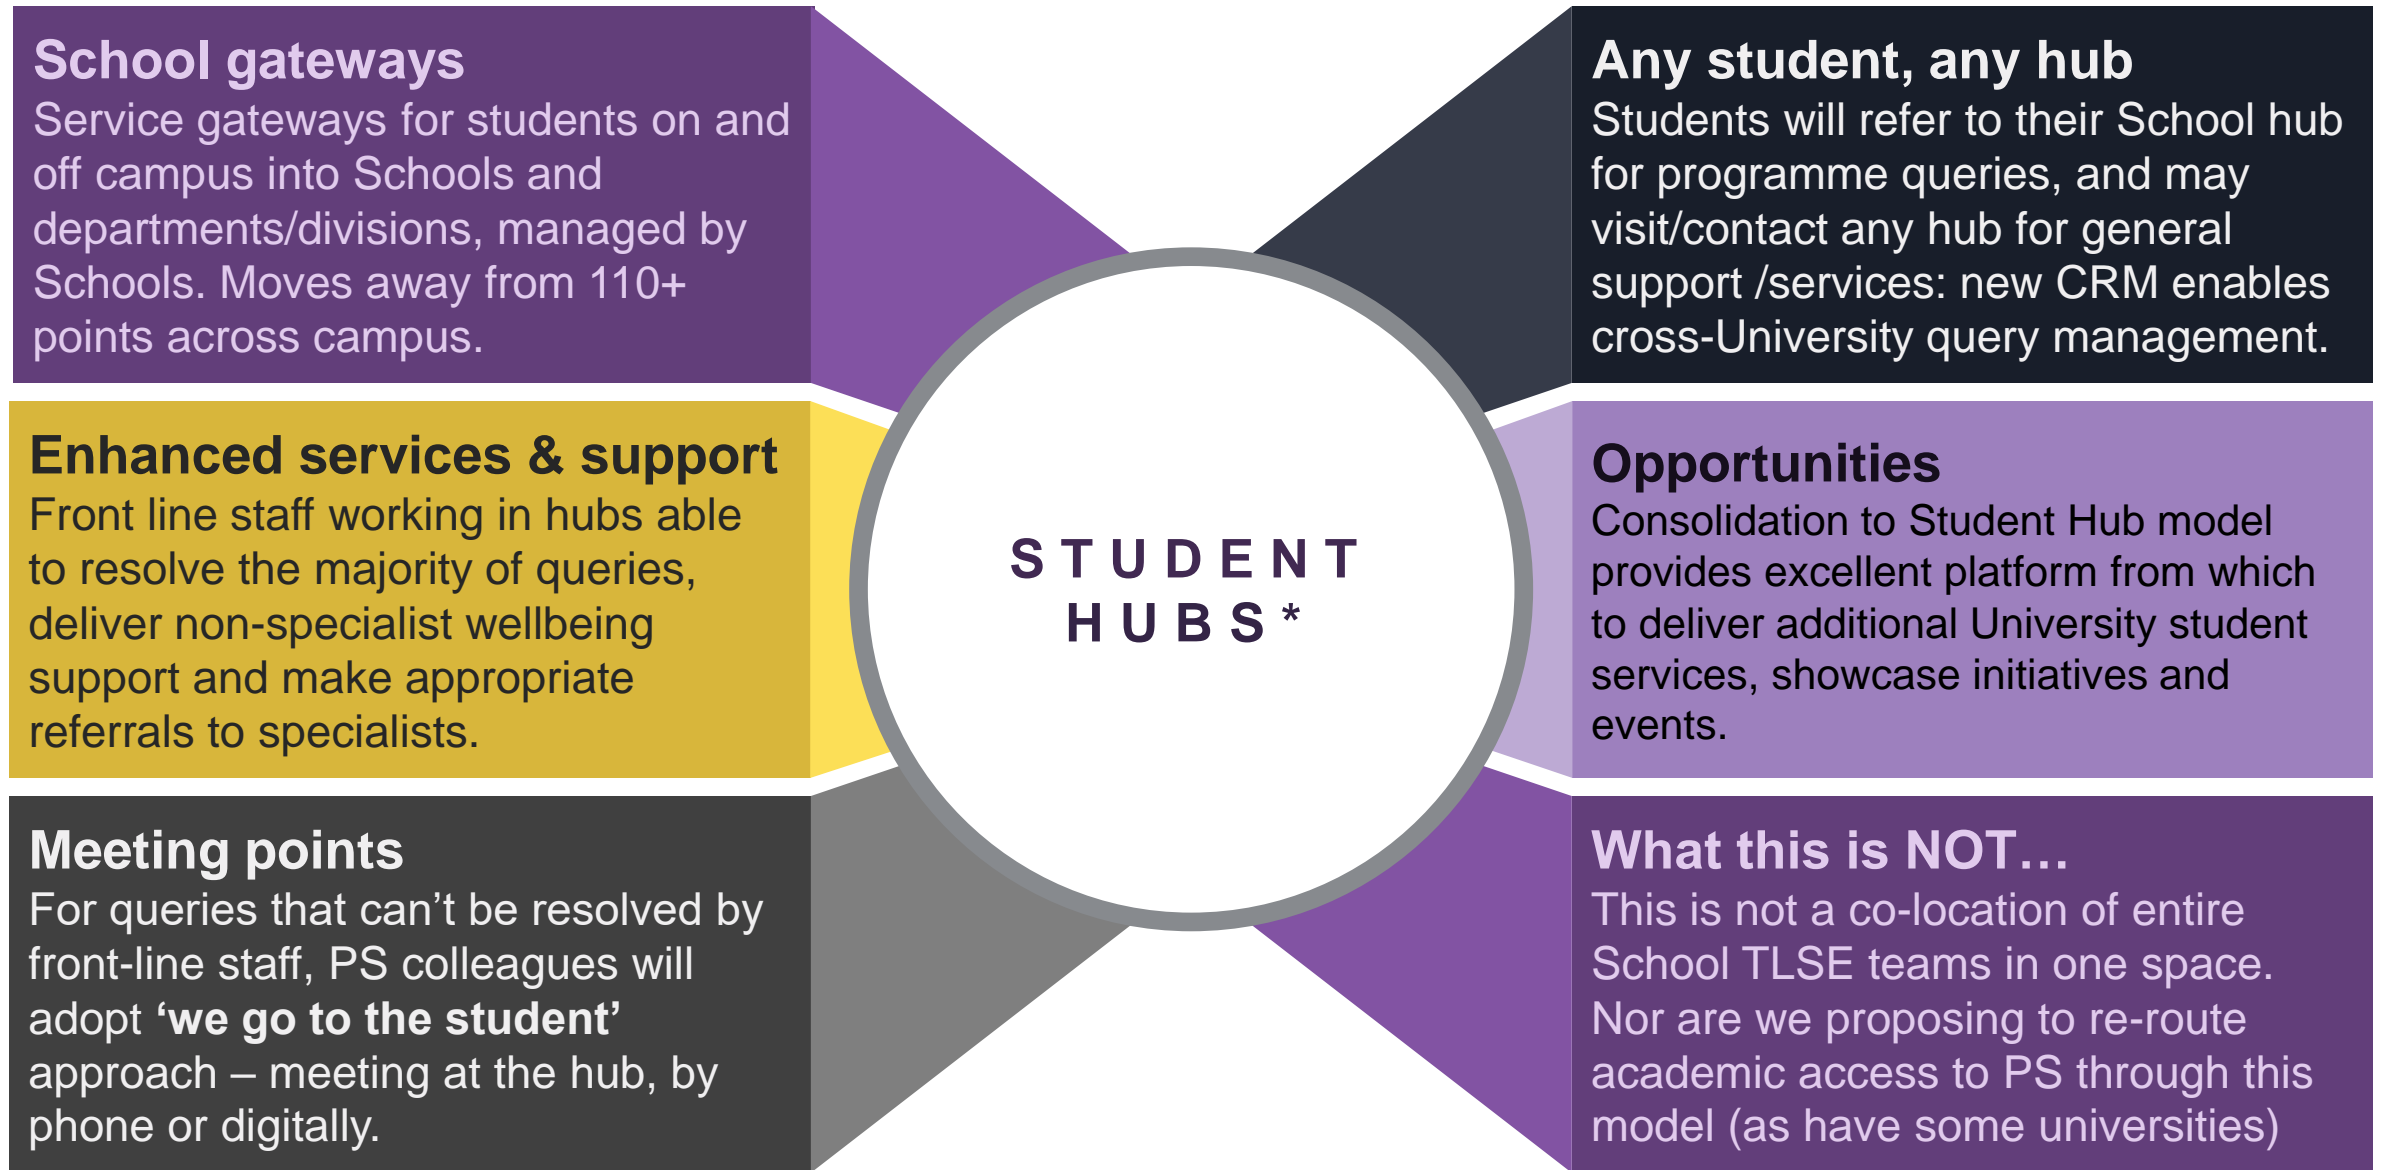 School gateways
Service gateways for students on and
off campus into Schools and
departments/divisions, managed by
Schools. Moves away from 110+
points across campus.
Enhanced services & support
Front line staff working in hubs able
to resolve the majority of queries,
deliver non-specialist wellbeing
support and make appropriate
referrals to specialists.
Meeting points
For queries that can’t be resolved by
front-line staff, PS colleagues will
adopt ‘we go to the student’
approach – meeting at the hub, by
phone or digitally.
STUDENT
HUBS*
Any student, any hub
Students will refer to their School hub
for programme queries, and may
visit/contact any hub for general
support /services: new CRM enables
cross-University query management.
Opportunities
Consolidation to Student Hub model
provides excellent platform from which
to deliver additional University student
services, showcase initiatives and
events.
What this is NOT…
This is not a co-location of entire
School TLSE teams in one space.
Nor are we proposing to re-route
academic access to PS through this
model (as have some universities)